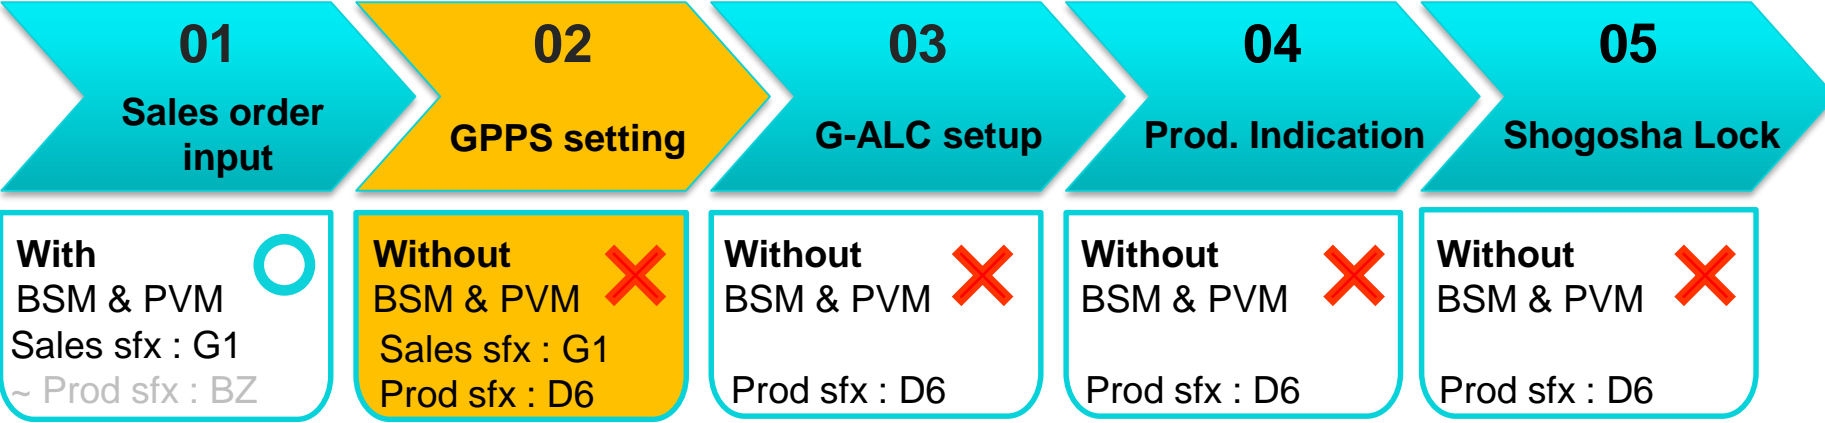 01
Sales order
input
02
GPPS setting
03
G-ALC setup
04
Prod. Indication
05
Shogosha Lock
With
BSM & PVM
Sales sfx : G1
~ Prod sfx : BZ
Without
BSM & PVM
Sales sfx : G1
Prod sfx : D6
Without
BSM & PVM
Prod sfx : D6
Without
BSM & PVM
Prod sfx : D6
Without
BSM & PVM
Prod sfx : D6